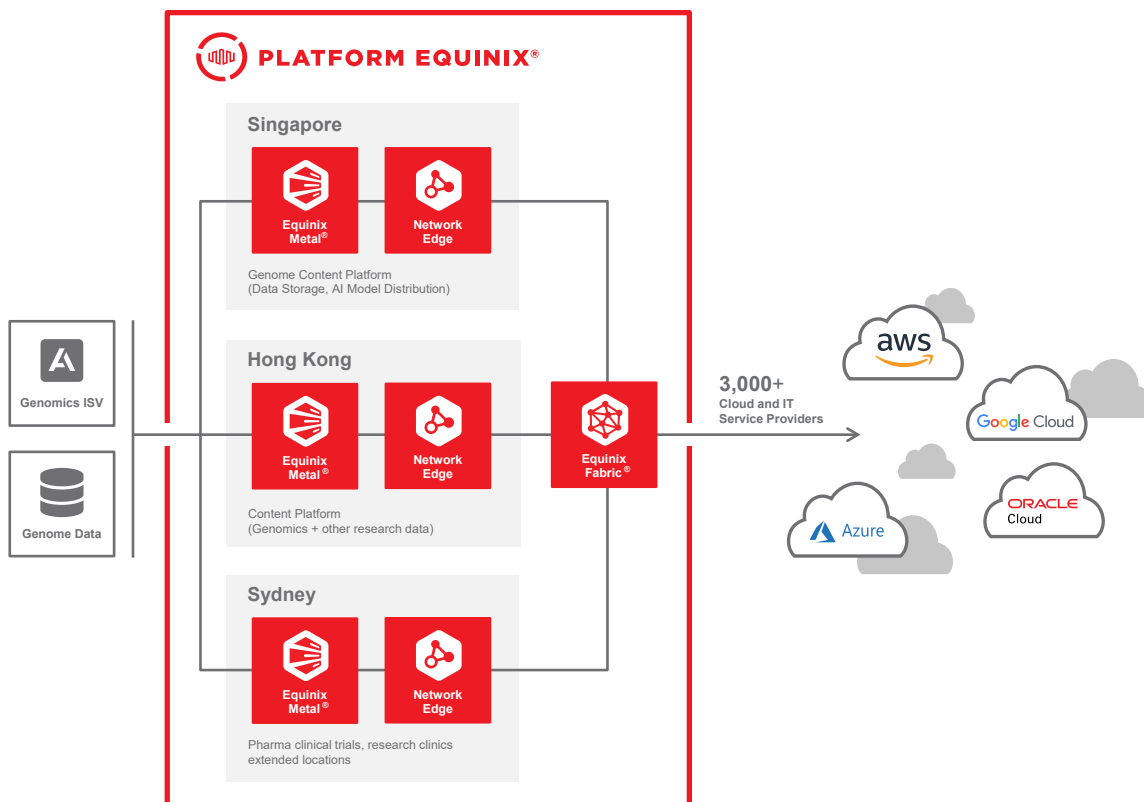 PLATFORM EQUINIX®
Singapore
Equinix
Metal®
Network
Edge
Genome Content Platform
(Data Storage, AI Model Distribution)
Genomics ISV
Genome Data
Hong Kong
Equinix
Metal®
Network
Edge
Content Platform
(Genomics + other research data)
Equinix
Fabric®
Sydney
Equinix
Metal®
Network
Edge
Pharma clinical trials, research clinics
extended locations
3,000+
Cloud and IT
Service Providers
aws
Google Cloud
Azure
ORACLE
Cloud